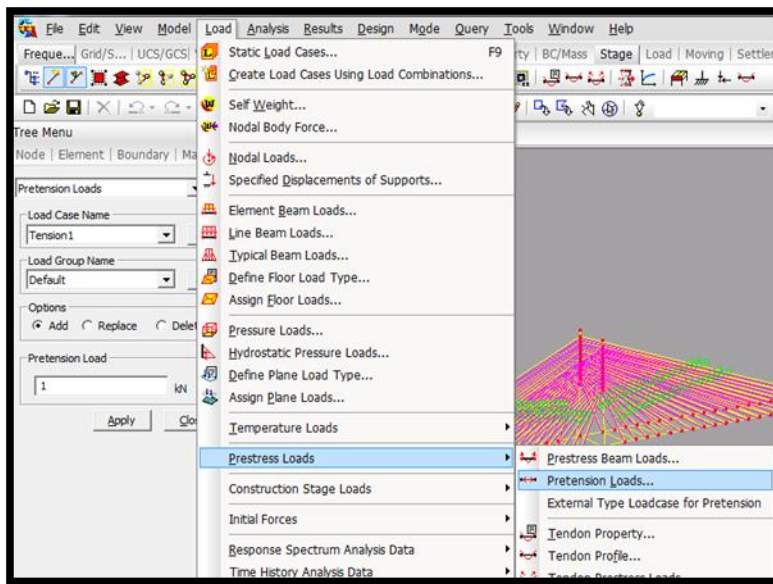 File Edit View Model Load Analysis Results Design Mode Query Tools Window Help
Freque... Grid/S... UCS/GCS rty BC/Mass Stage Load Moving Settle
Tree Menu
Node Element Boundary Ma
Pretension Loads
Load Case Name
Tension1
Load Group Name
Default
Options
Add Replace Delet
Pretension Load
1 kN
Apply Clo
Static Load Cases... F9
Create Load Cases Using Load Combinations...
Self Weight...
Nodal Body Force...
Nodal Loads...
Specified Displacements of Supports...
Element Beam Loads...
Line Beam Loads...
Typical Beam Loads...
Define Floor Load Type...
Assign Floor Loads...
Pressure Loads...
Hydrostatic Pressure Loads...
Define Plane Load Type...
Assign Plane Loads...
Temperature Loads
Prestress Loads
Construction Stage Loads
Initial Forces
Response Spectrum Analysis Data
Time History Analysis Data
Prestress Beam Loads...
Pretension Loads...
External Type Loadcase for Pretension
Tendon Property...
Tendon Profile...
Tendon Prestress Loads